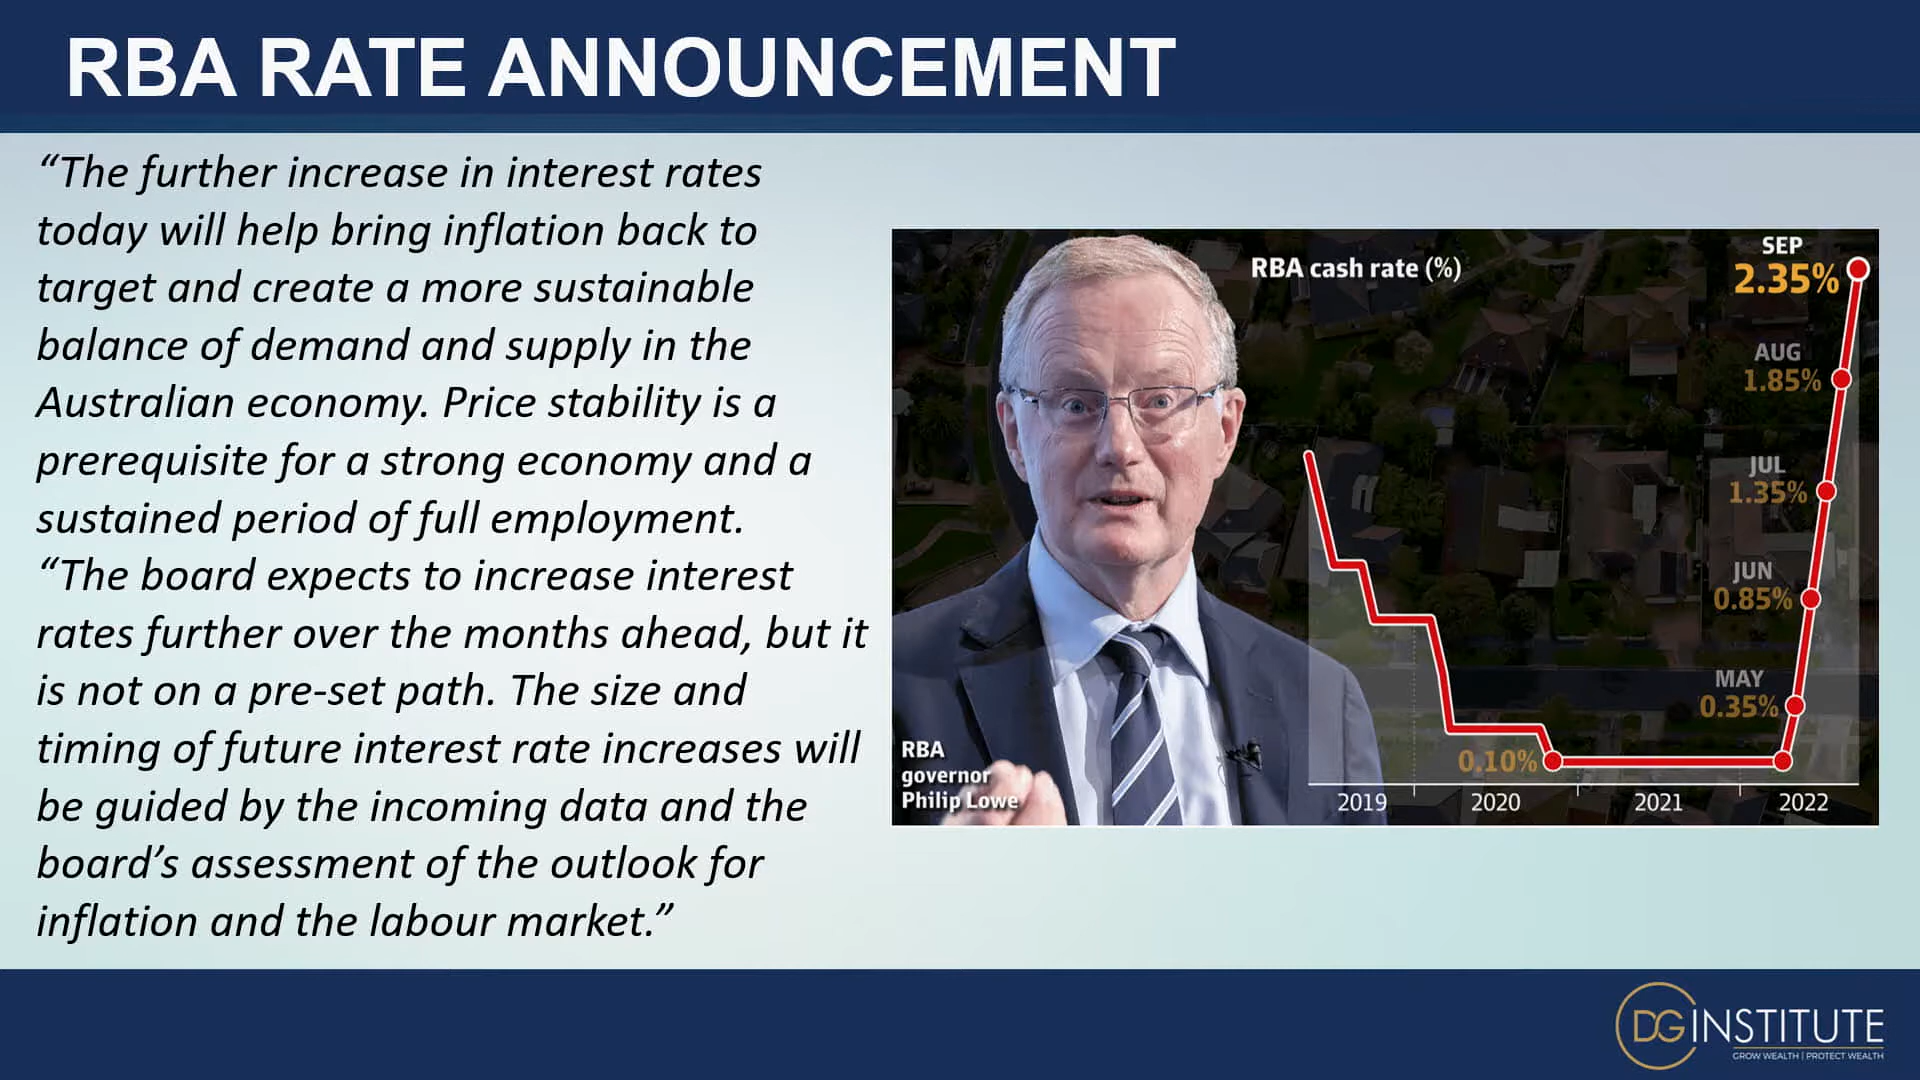 RBA RATE ANNOUNCEMENT
“The further increase in interest rates
today will help bring inflation back to
target and create a more sustainable
balance of demand and supply in the
Australian economy. Price stability is a
prerequisite for a strong economy and a
sustained period of full employment.
“The board expects to increase interest
rates further over the months ahead, but it
is not on a pre-set path. The size and
timing of future interest rate increases will
be guided by the incoming data and the
board’s assessment of the outlook for
inflation and the labour market.”
RBA cash rate (%)
SEP
2.35%
AUG
1.85%
JUL
1.35%
JUN
0.85%
MAY
0.35%
0.10%
2019 2020 2021 2022
RBA
governor
Philip Lowe
DG INSTITUTE
GROW WEALTH | PROTECT WEALTH